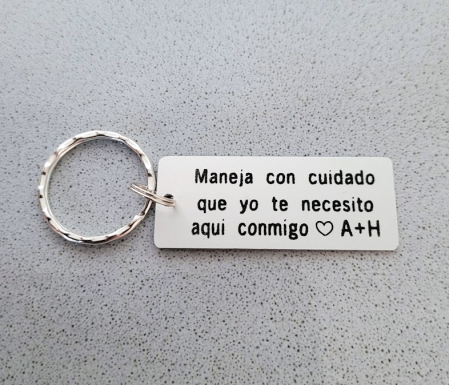 Maneja con cuidado
que yo te necesito
aqui conmigo ♡ A+H